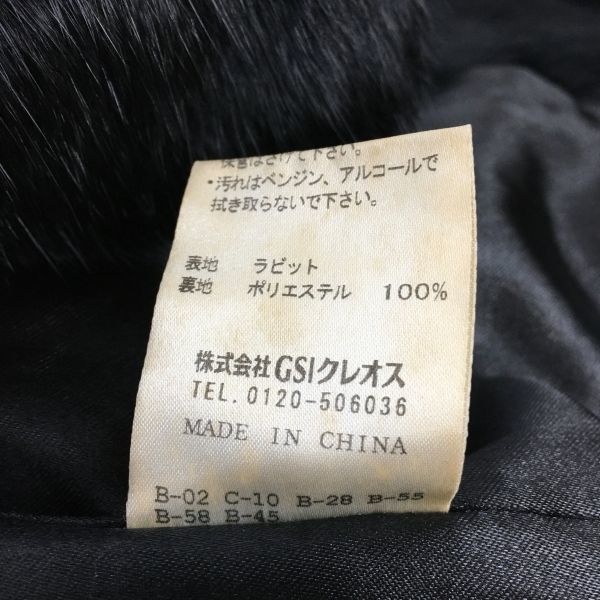 保管はさけて下さい。
・汚れはベンジン、アルコールで
拭き取らないで下さい。
表地 ラビット
裏地 ポリエステル 100%
株式会社GSIクレオス
TEL.0120-506036
MADE IN CHINA
B-02 C-10 B-28 B-55
B-58 B-45